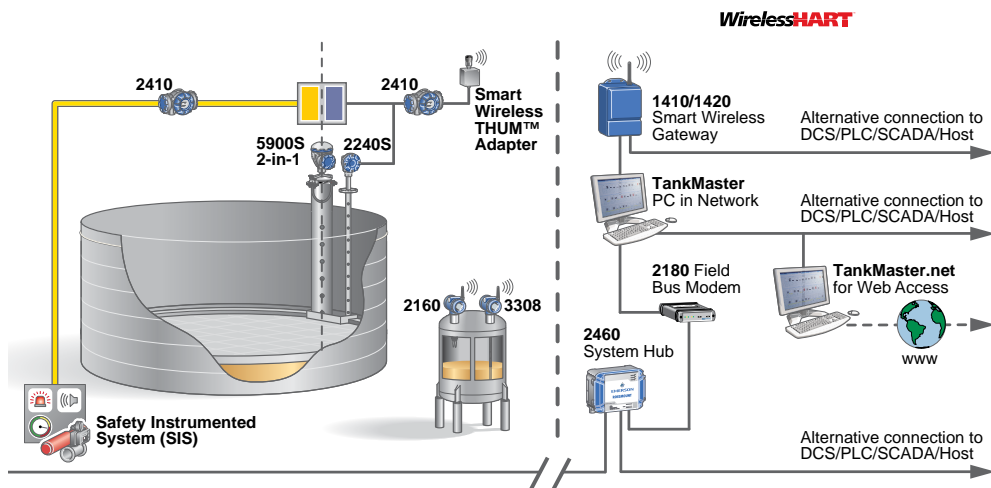 WirelessHART
2410
2410
Smart
Wireless
THUM™
Adapter
5900S
2-in-1
2240S
1410/1420
Smart Wireless
Gateway
Alternative connection to
DCS/PLC/SCADA/Host
TankMaster
PC in Network
Alternative connection to
DCS/PLC/SCADA/Host
2180 Field
Bus Modem
TankMaster.net
for Web Access
www
2160
3308
2460
System Hub
EMERSON
Safety Instrumented
System (SIS)
Alternative connection to
DCS/PLC/SCADA/Host